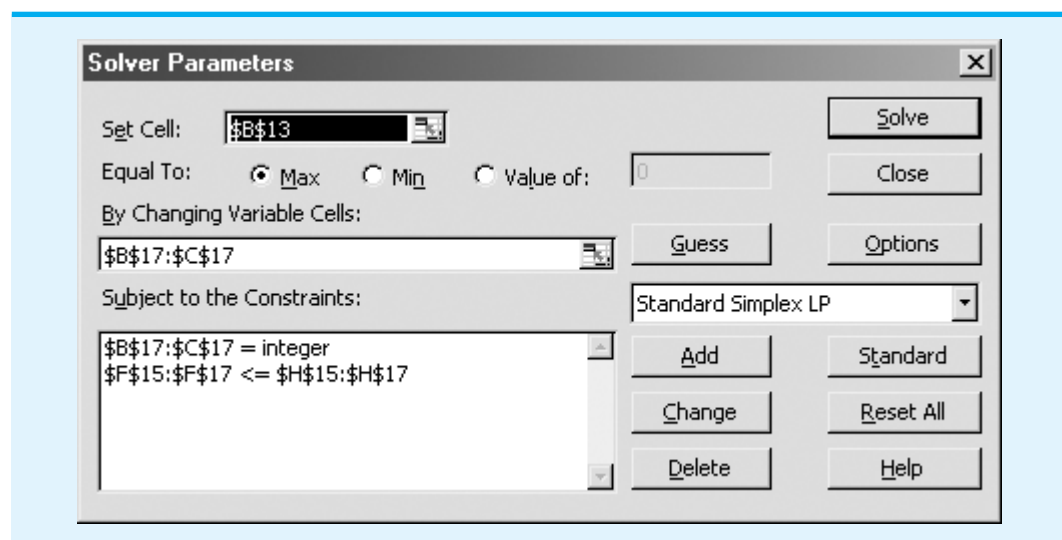 Solver Parameters
Set Cell: $B$13 Solve
Equal To: Max Min Value of: 0 Close
By Changing Variable Cells:
$B$17:$C$17 Guess Options
Subject to the Constraints: Standard Simplex LP
$B$17:$C$17 = integer Add Standard
$F$15:$F$17 <= $H$15:$H$17
Change Reset All
Delete Help